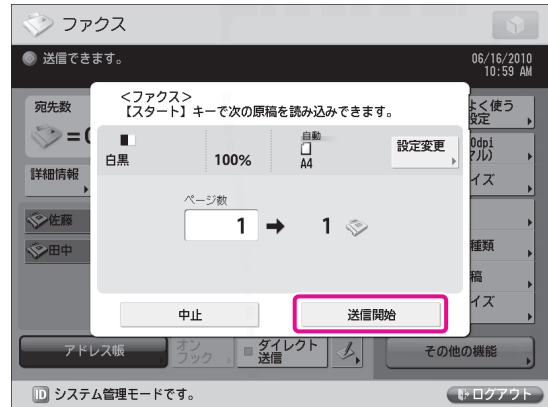 ファクス
送信できます。
06/16/2010
10:59 AM
宛先数
<ファクス>
【スタート】キーで次の原稿を読み込みできます。
よく使う
設定
白黒
100%
自動
A4
設定変更
詳細情報
イズ
ページ数
1 → 1
佐藤
田中
種類
稿
イズ
中止
送信開始
アドレス帳
オン
フック
ダイレクト
送信
その他の機能
ID システム管理モードです。
ログアウト